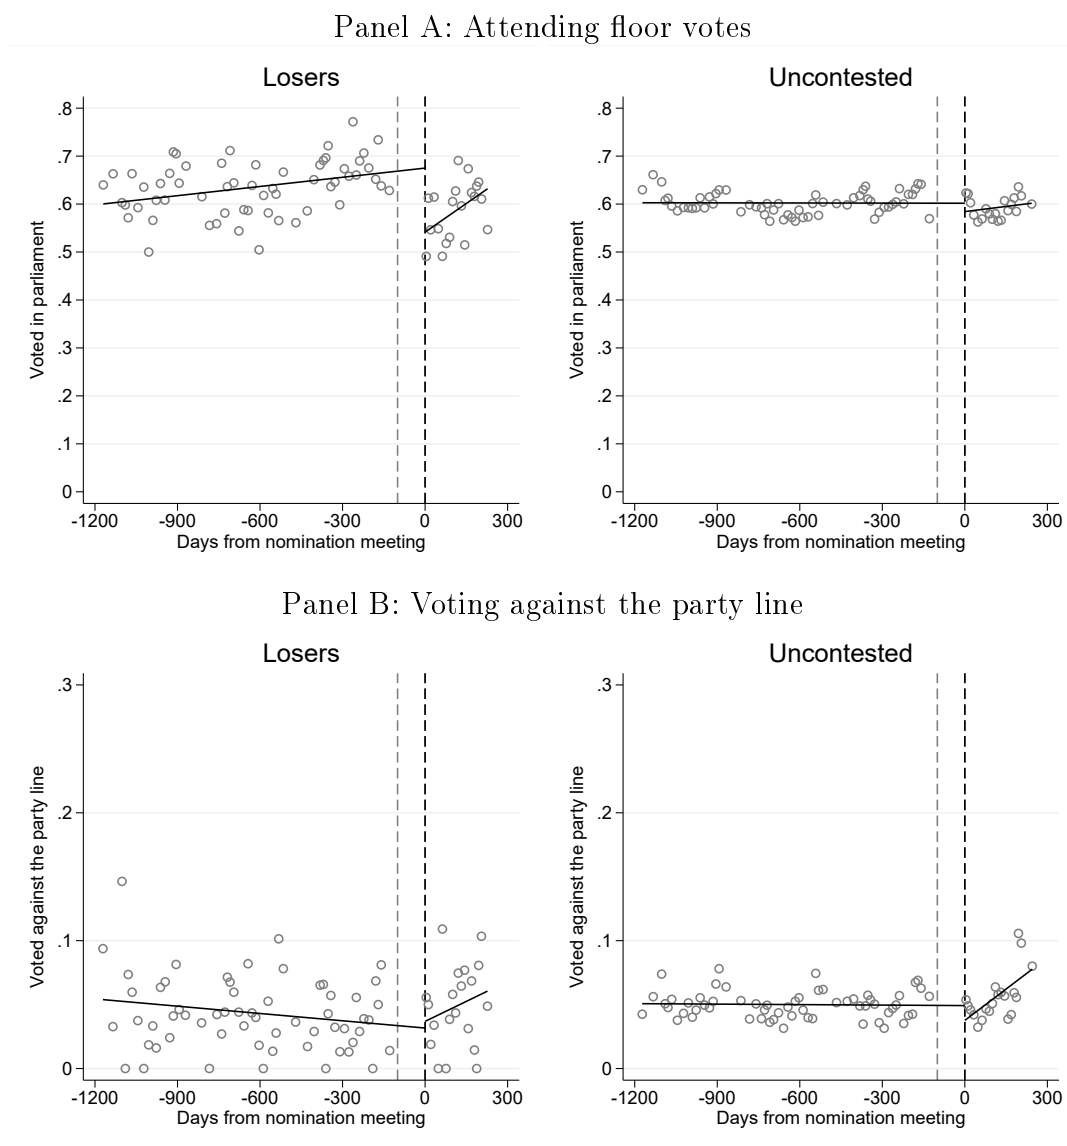 Panel A: Attending floor votes
Losers
Uncontested
Voted in parliament
.8
.7
.6
.5
.4
.3
.2
.1
0
-1200 -900 -600 -300 0 300
Days from nomination meeting
Voted in parliament
.8
.7
.6
.5
.4
.3
.2
.1
0
-1200 -900 -600 -300 0 300
Days from nomination meeting
Panel B: Voting against the party line
Losers
Uncontested
Voted against the party line
.3
.2
.1
0
-1200 -900 -600 -300 0 300
Days from nomination meeting
Voted against the party line
.3
.2
.1
0
-1200 -900 -600 -300 0 300
Days from nomination meeting